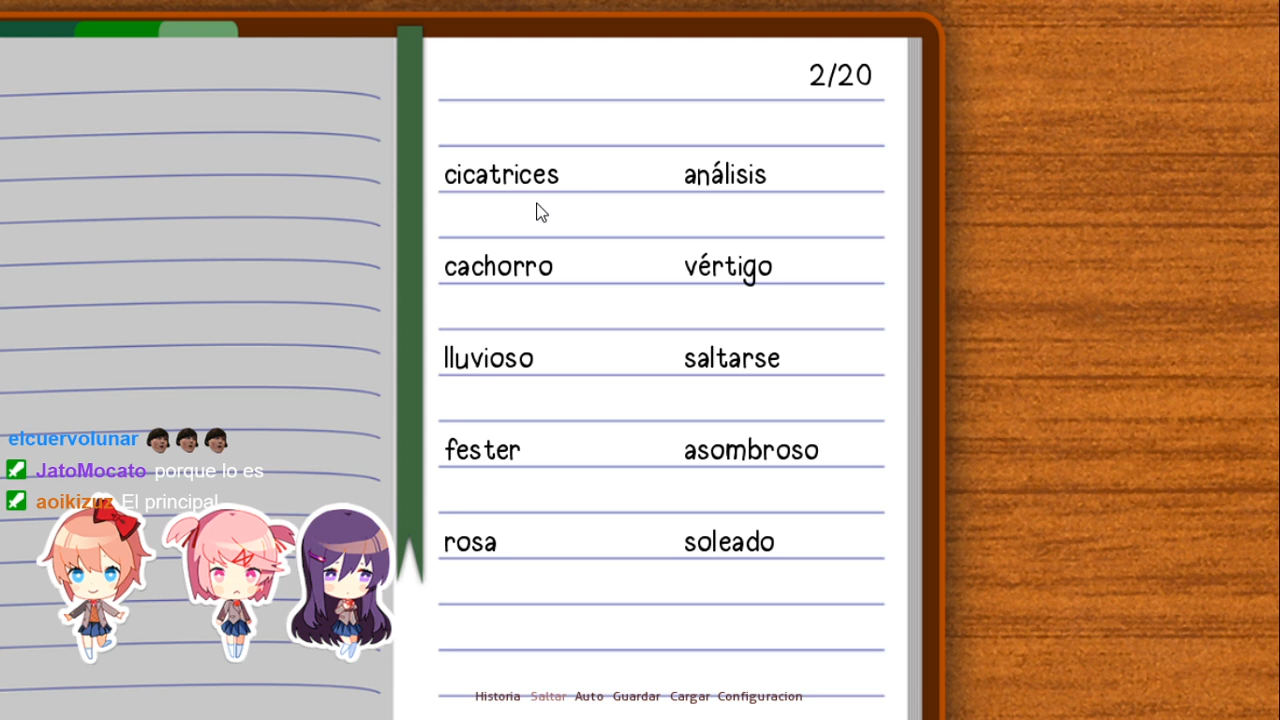 2/20
cicatrices análisis
cachorro vértigo
lluvioso saltarse
fester asombroso
rosa soleado
elcuervolunar
JatoMocato porque lo es
aoikizuz El principal
Historia Saltar Auto Guardar Cargar Configuracion